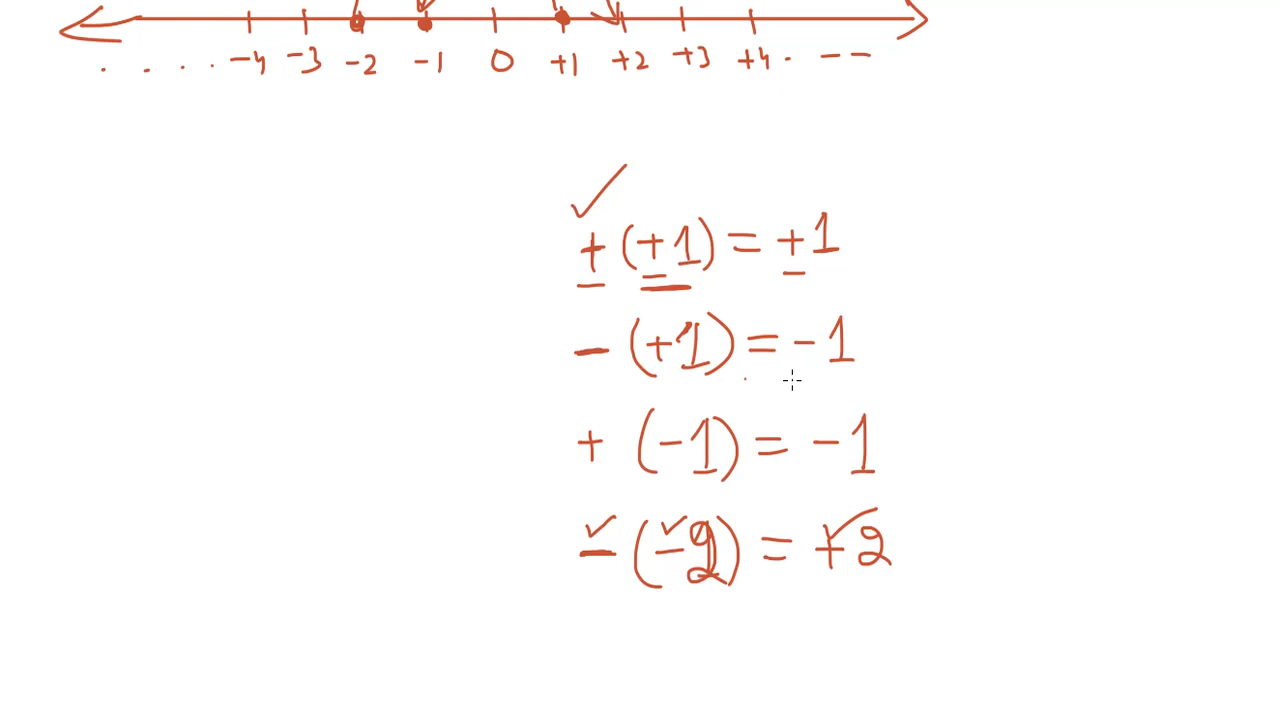 . . . . -4 -3 -2 -1 0 +1 +2 +3 +4 . - -
+ (+1) = +1
- (+1) = -1
+ (-1) = -1
- (-2) = +2